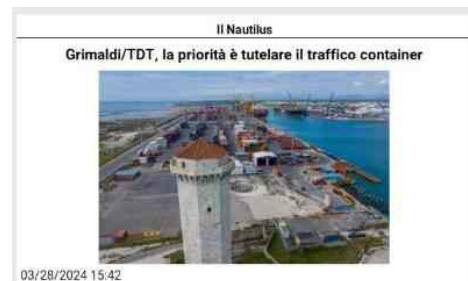 Il Nautilus
Grimaldi/TDT, la priorità è tutelare il traffico container
03/28/2024 15:42